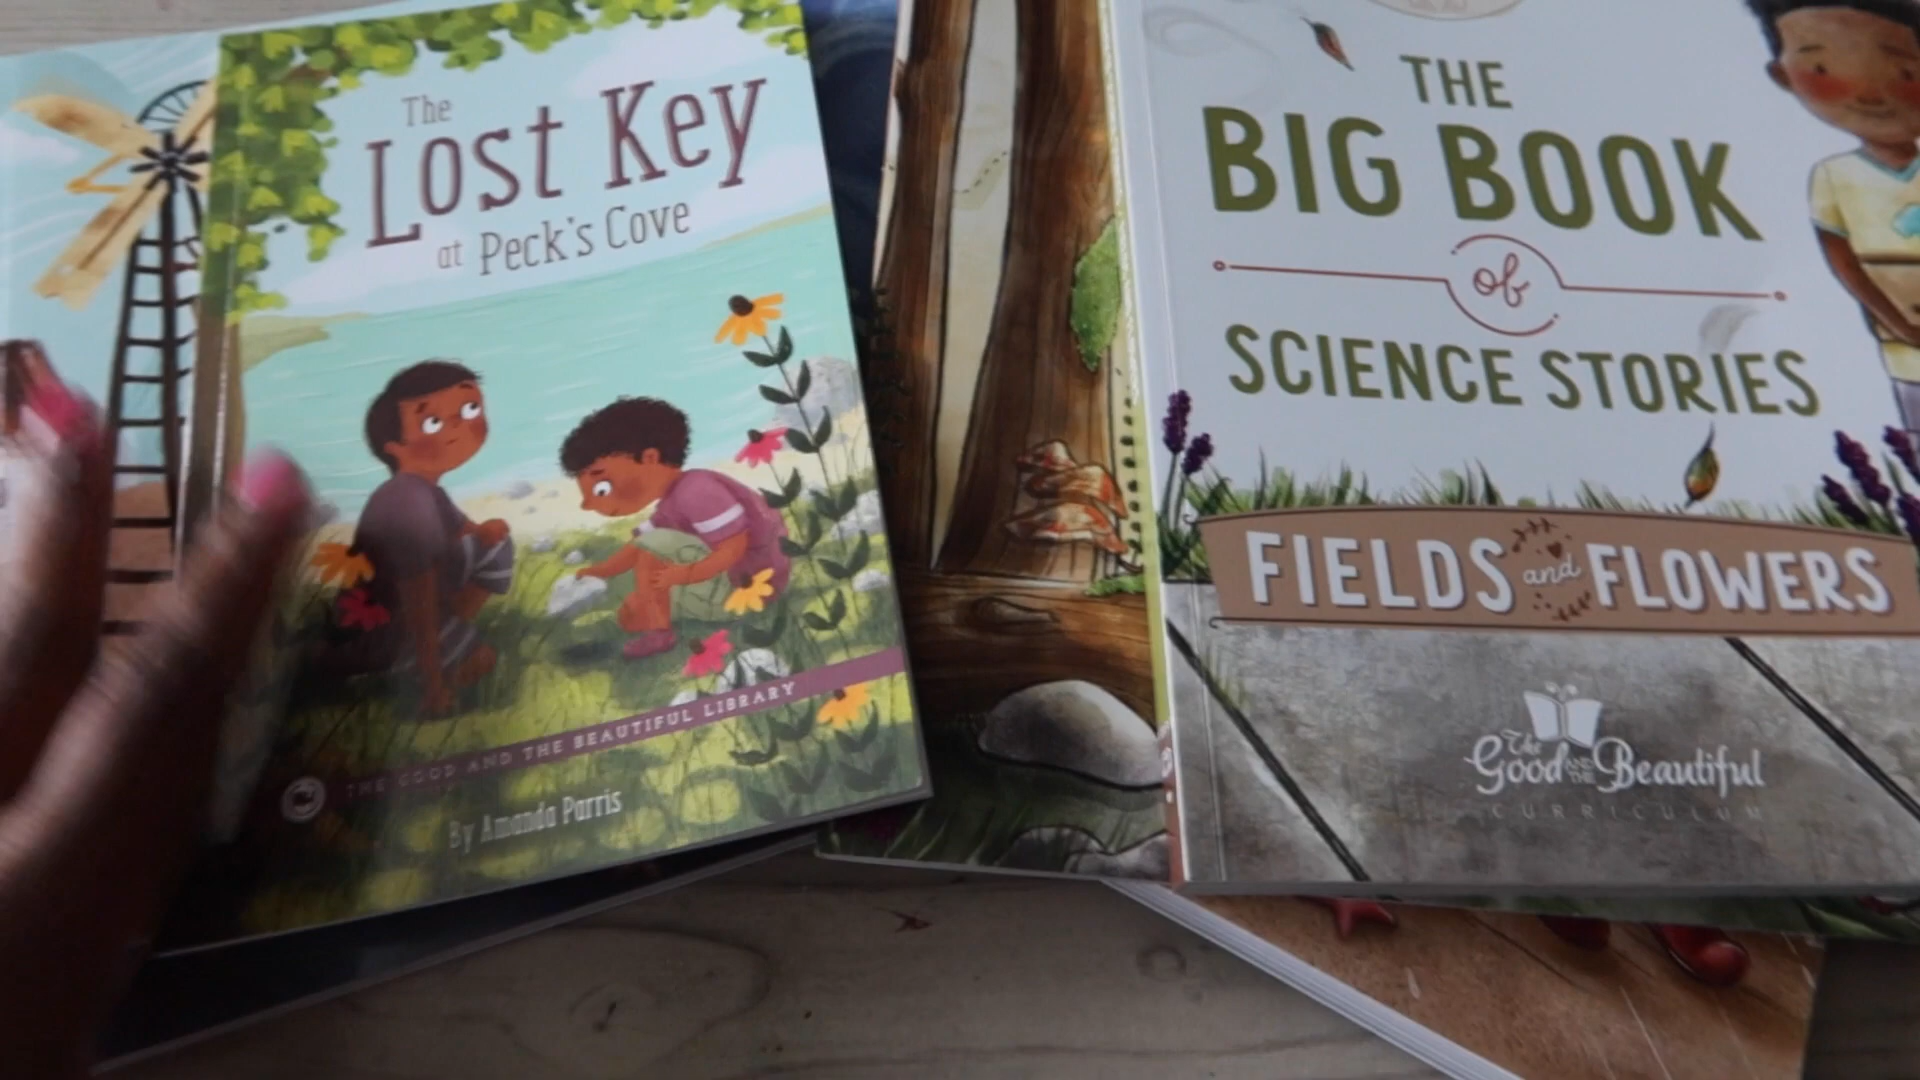 The
Lost Key
at Peck's Cove
THE GOOD AND THE BEAUTIFUL LIBRARY
By Amanda Parris
THE
BIG BOOK
of
SCIENCE STORIES
FIELDS and FLOWERS
The
Good AND THE Beautiful
CURRICULUM